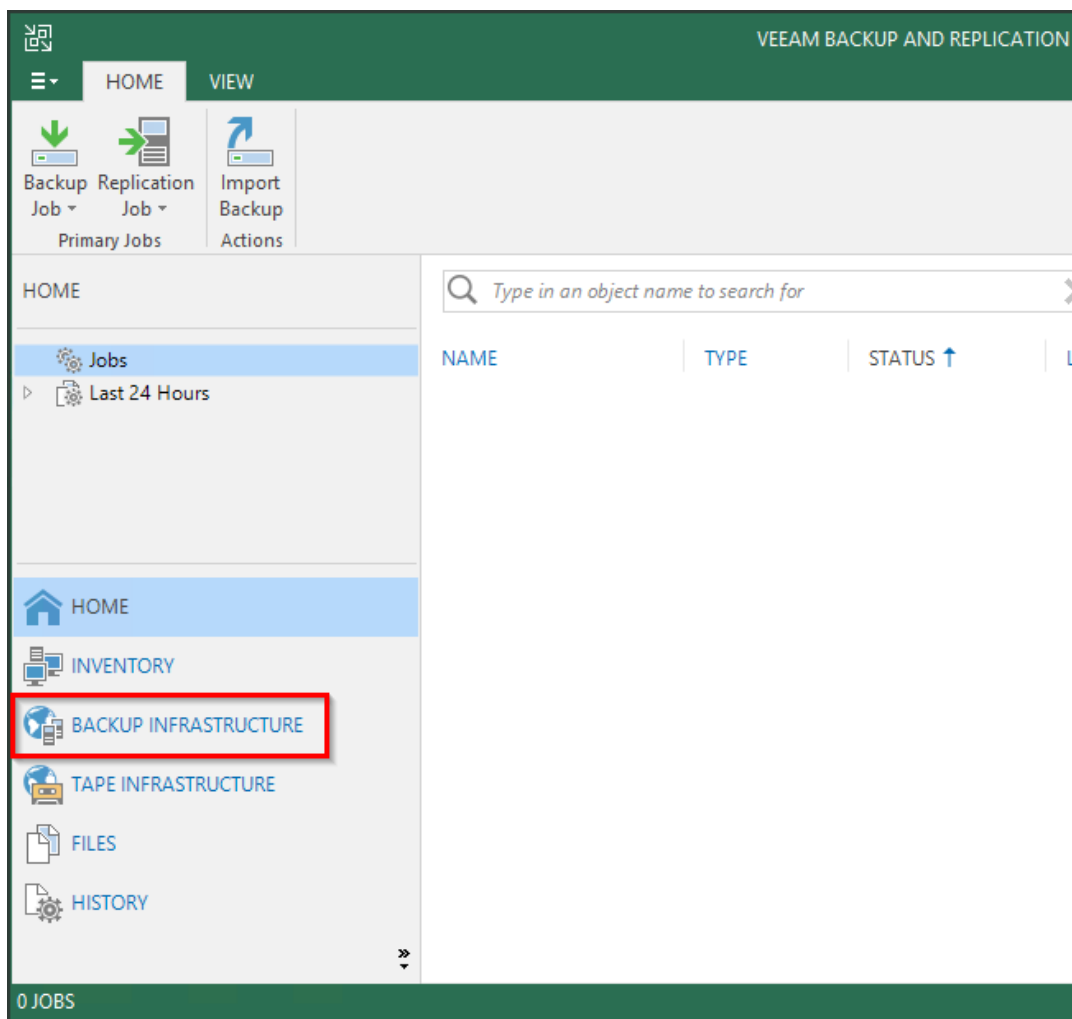 VEEAM BACKUP AND REPLICATION
HOME VIEW
Backup Job
Replication Job
Import Backup
Primary Jobs
Actions
HOME
Type in an object name to search for
Jobs
Last 24 Hours
NAME TYPE STATUS
HOME
INVENTORY
BACKUP INFRASTRUCTURE
TAPE INFRASTRUCTURE
FILES
HISTORY
0 JOBS